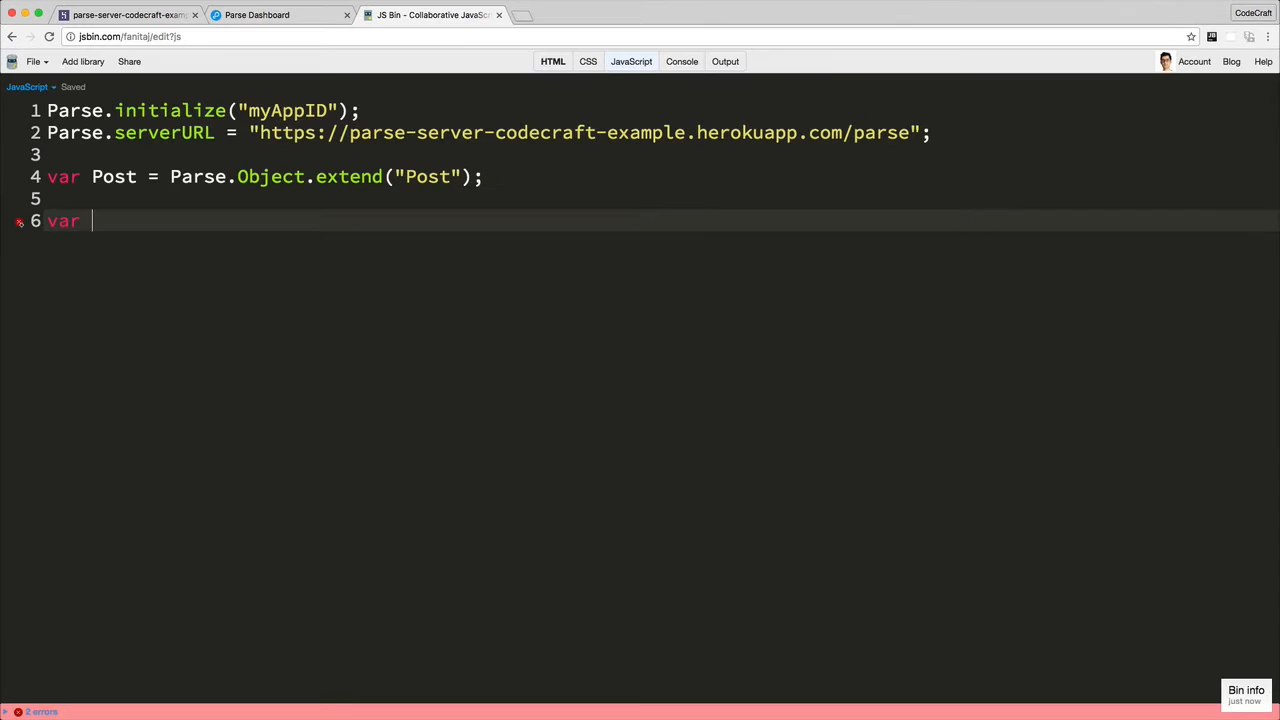 parse-server-codecraft-exam
Parse Dashboard
JS Bin - Collaborative JavaSc
CodeCraft
jsbin.com/fanitaj/edit?js
File
Add library
Share
HTML
CSS
JavaScript
Console
Output
Account
Blog
Help
JavaScript
Saved
1 Parse.initialize("myAppID");
2 Parse.serverURL = "https://parse-server-codecraft-example.herokuapp.com/parse";
3
4 var Post = Parse.Object.extend("Post");
5
6 var
Bin info
just now
2 errors